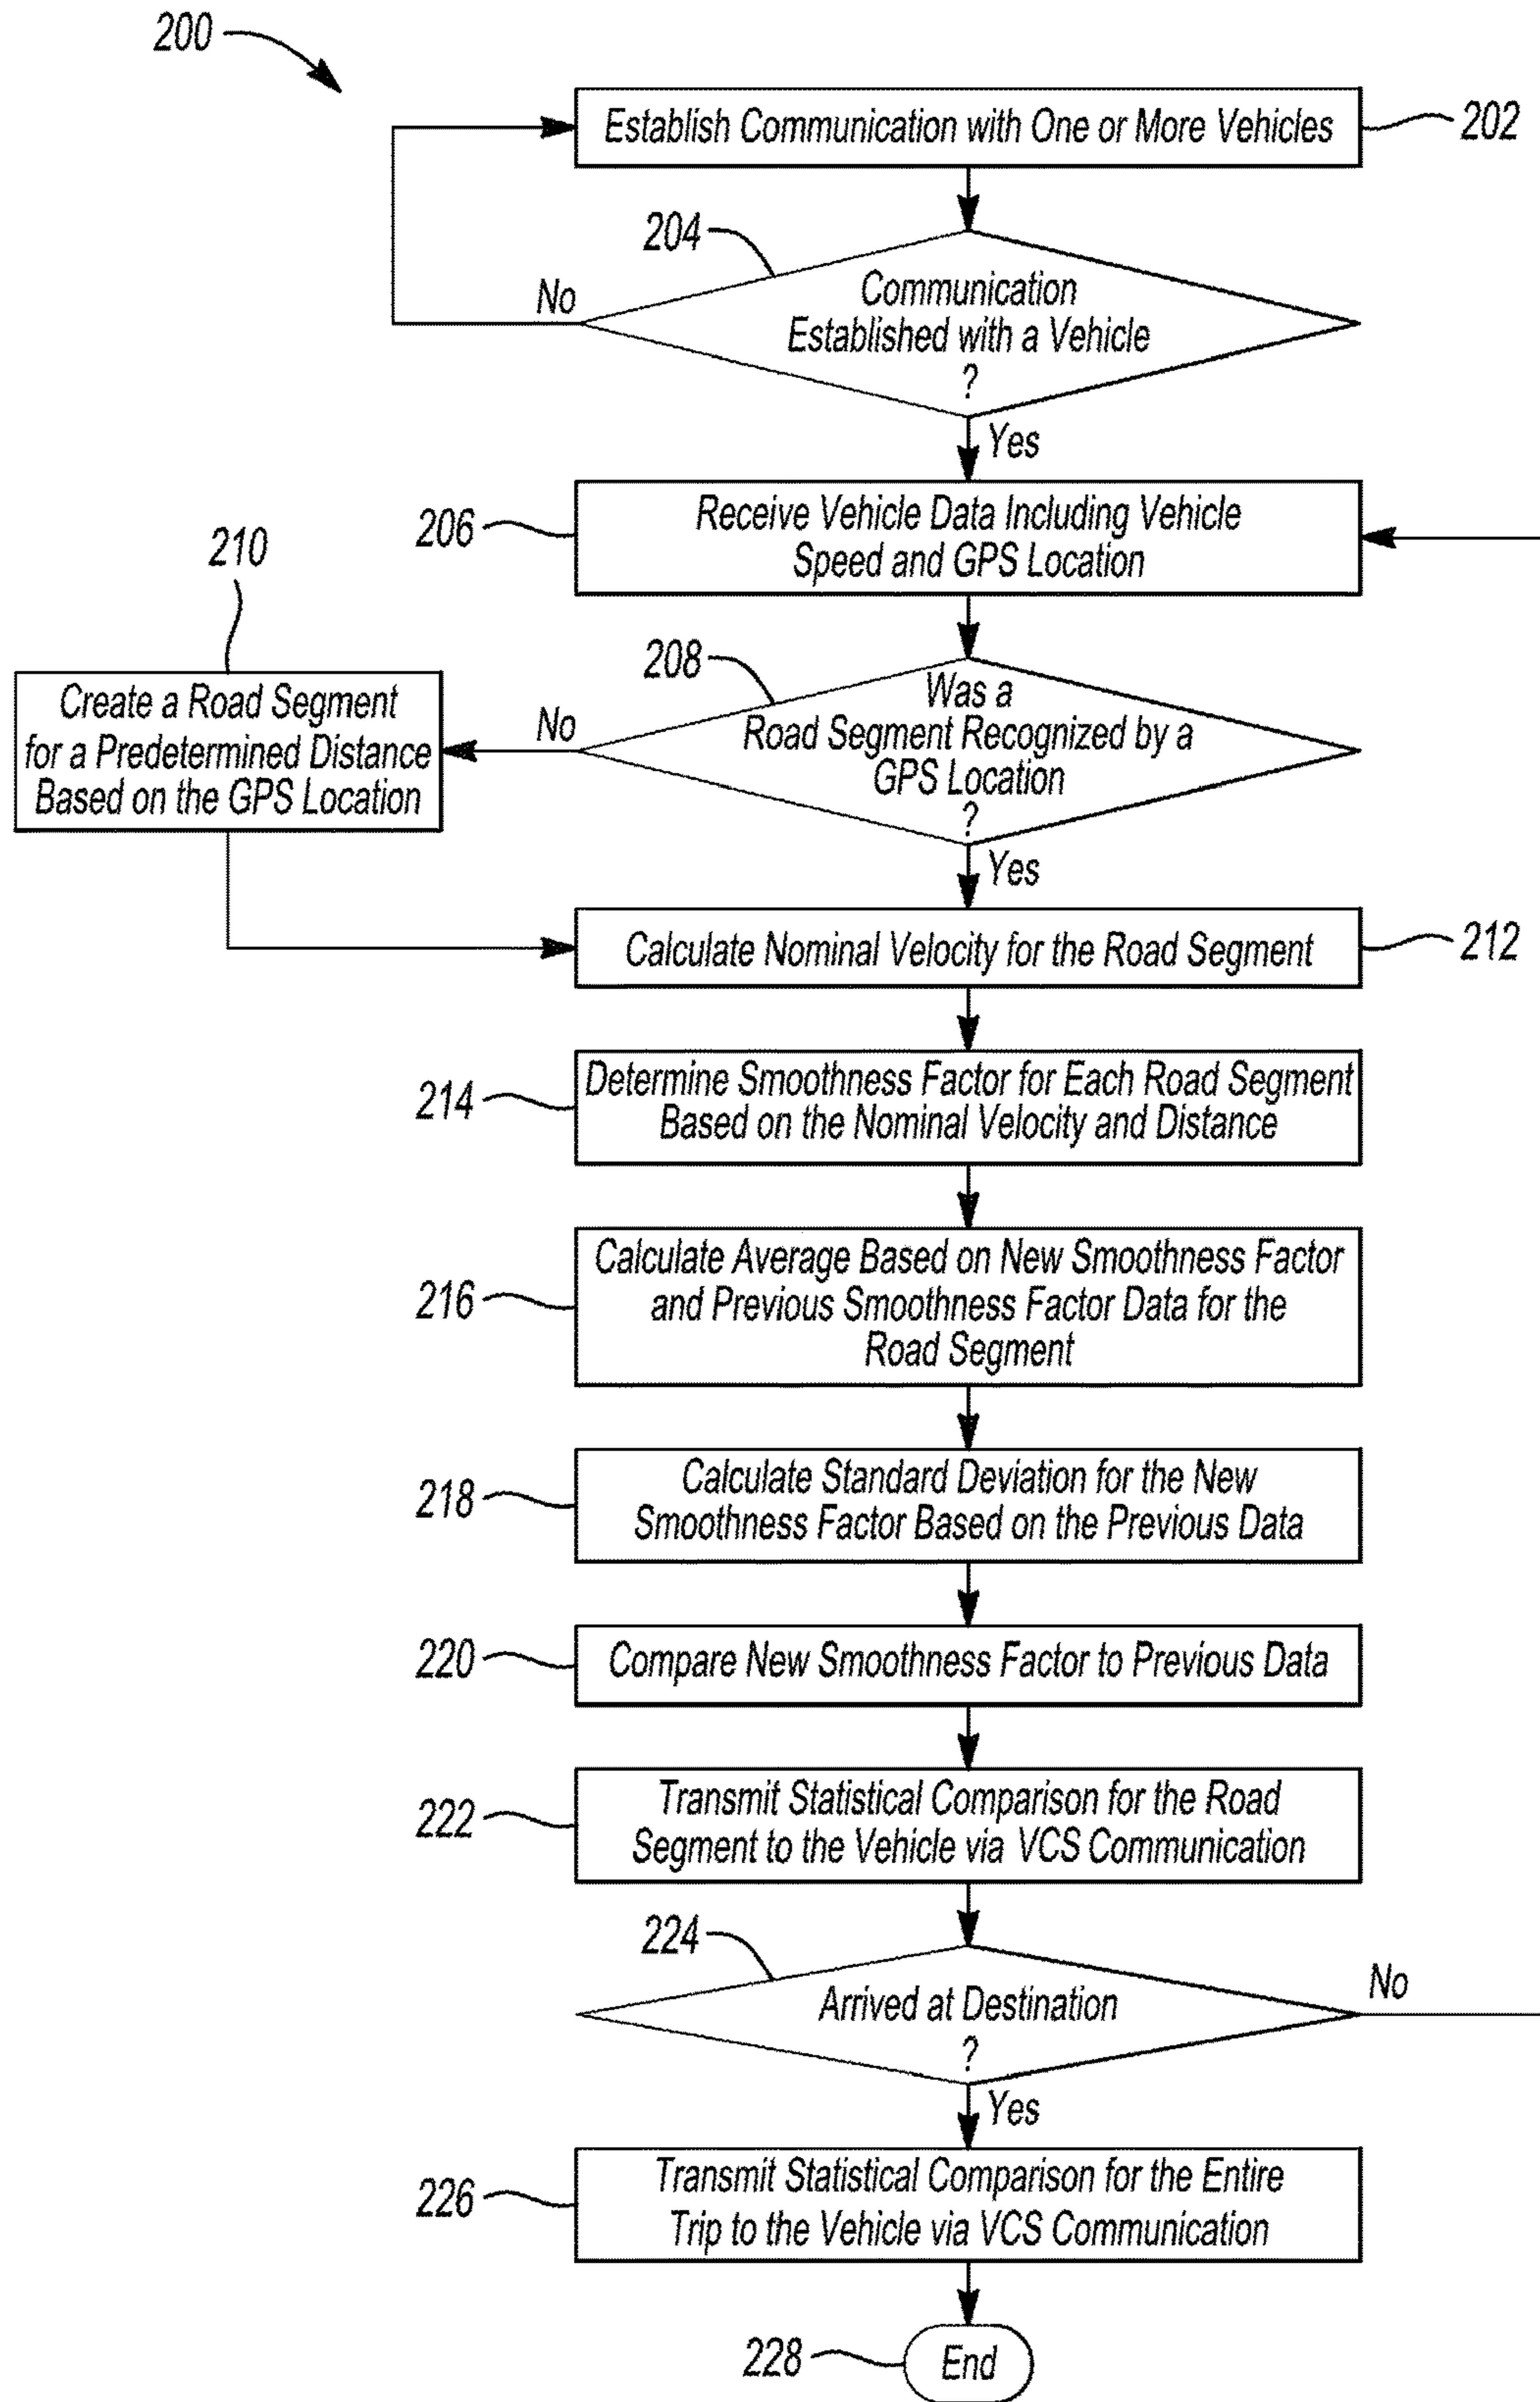 200
Establish Communication with One or More Vehicles
202
204
No
Communication
Established with a Vehicle
?
Yes
206
Receive Vehicle Data Including Vehicle
Speed and GPS Location
210
Create a Road Segment
for a Predetermined Distance
Based on the GPS Location
208
No
Was a
Road Segment Recognized by a
GPS Location
?
Yes
Calculate Nominal Velocity for the Road Segment
212
214
Determine Smoothness Factor for Each Road Segment
Based on the Nominal Velocity and Distance
216
Calculate Average Based on New Smoothness Factor
and Previous Smoothness Factor Data for the
Road Segment
218
Calculate Standard Deviation for the New
Smoothness Factor Based on the Previous Data
220
Compare New Smoothness Factor to Previous Data
222
Transmit Statistical Comparison for the Road
Segment to the Vehicle via VCS Communication
224
Arrived at Destination
?
No
Yes
226
Transmit Statistical Comparison for the Entire
Trip to the Vehicle via VCS Communication
228
End